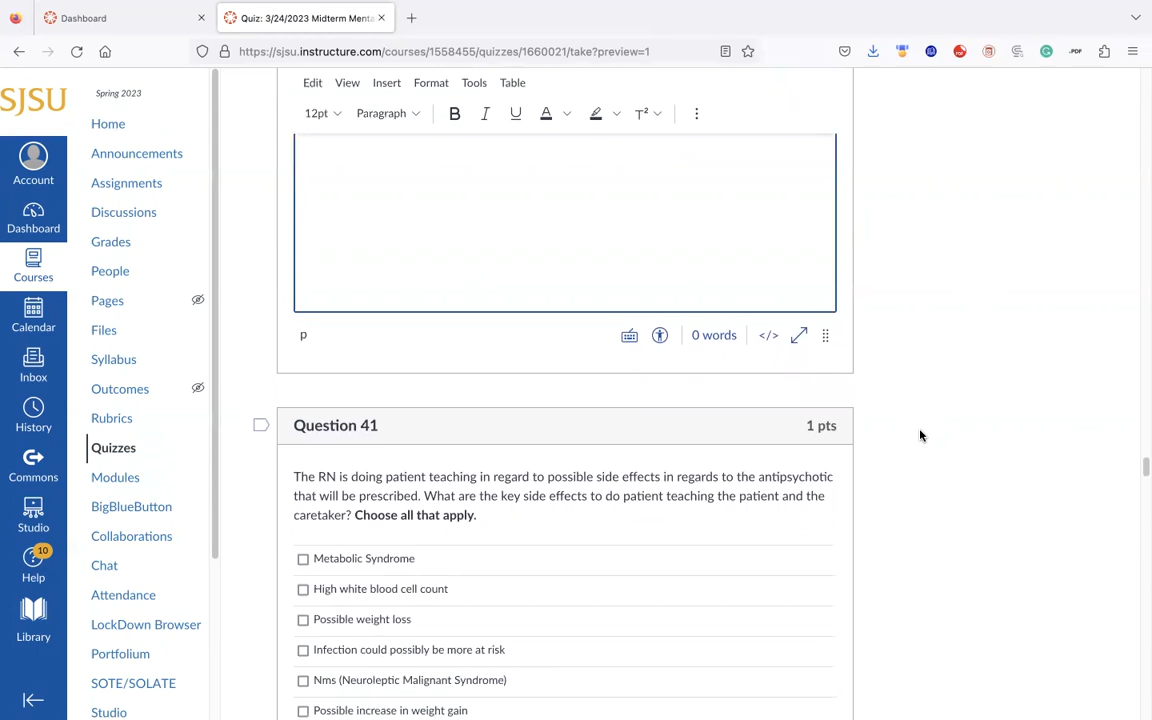 Dashboard
Quiz: 3/24/2023 Midterm Menta
https://sjsu.instructure.com/courses/1558455/quizzes/1660021/take?preview=1
.PDF
SJSU
Account
Dashboard
Courses
Calendar
Inbox
History
Commons
Studio
10
Help
Library
Spring 2023
Home
Announcements
Assignments
Discussions
Grades
People
Pages
Files
Syllabus
Outcomes
Rubrics
Quizzes
Modules
BigBlueButton
Collaborations
Chat
Attendance
LockDown Browser
Portfolium
SOTE/SOLATE
Studio
Edit View Insert Format Tools Table
12pt Paragraph B I U A T²
p 0 words </>
Question 41 1 pts
The RN is doing patient teaching in regard to possible side effects in regards to the antipsychotic
that will be prescribed. What are the key side effects to do patient teaching the patient and the
caretaker? Choose all that apply.
Metabolic Syndrome
High white blood cell count
Possible weight loss
Infection could possibly be more at risk
Nms (Neuroleptic Malignant Syndrome)
Possible increase in weight gain